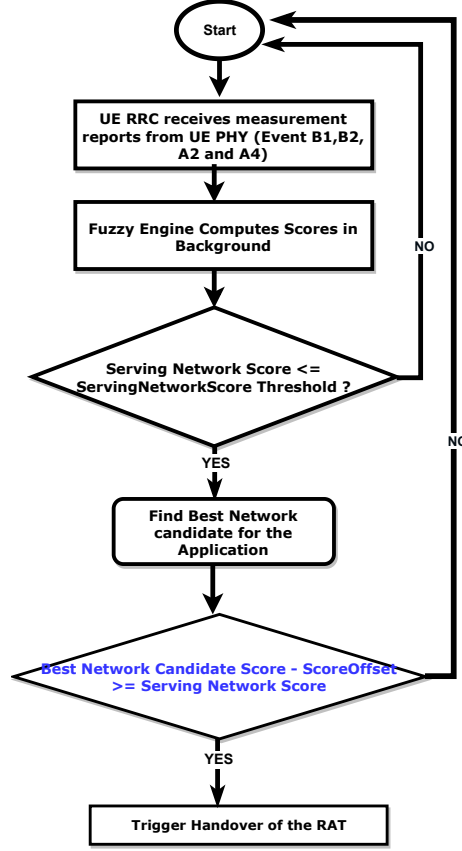 Start
UE RRC receives measurement
reports from UE PHY (Event B1,B2,
A2 and A4)
Fuzzy Engine Computes Scores in
Background
NO
Serving Network Score <=
ServingNetworkScore Threshold ?
YES
NO
Find Best Network
candidate for the
Application
Best Network Candidate Score - ScoreOffset
>= Serving Network Score
YES
Trigger Handover of the RAT